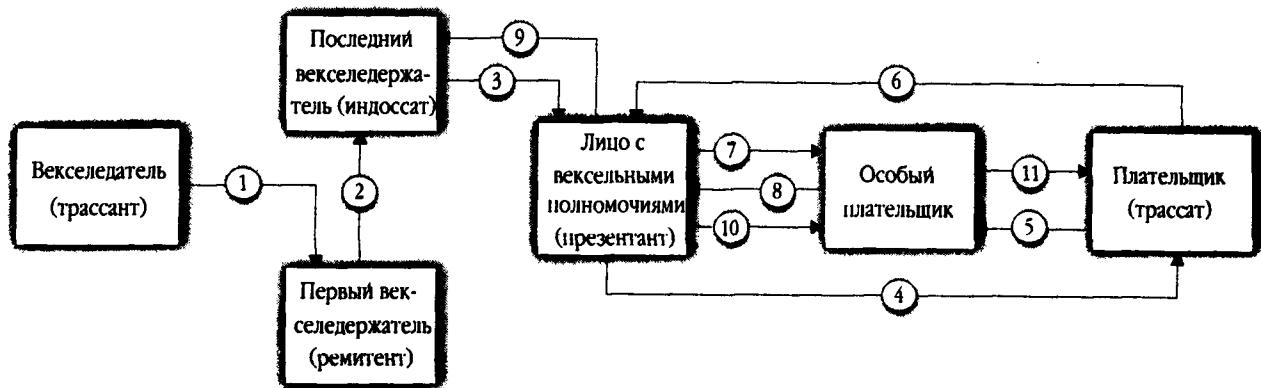 Векселедатель
(трассант)
1
Первый век-
селедержатель
(ремитент)
2
Последний
векселедержа-
тель (индоссат)
9
3
Лицо с
вексельными
полномочиями
(презентант)
7
8
10
Особый
плательщик
6
11
5
4
Плательщик
(трассат)